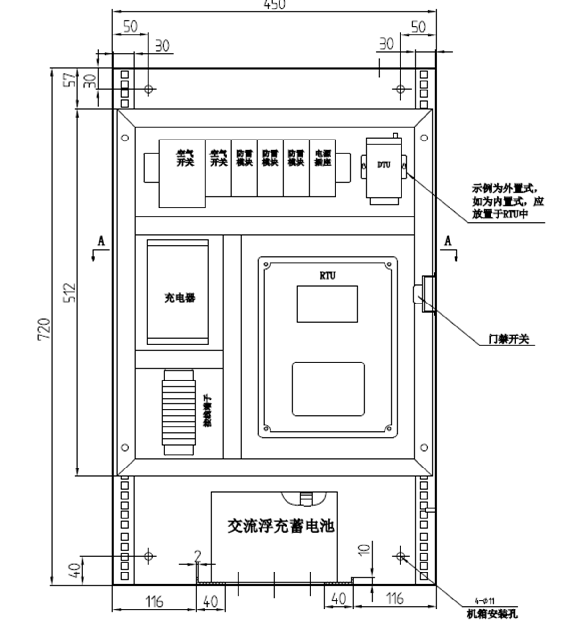 450
50
50
30
30
57
30
空气
开关
空气
开关
防雷
模块
防雷
模块
防雷
模块
电源
插座
DTU
示例为外置式，
如为内置式，应
放置于RTU中
A
A
720
512
充电器
RTU
门禁开关
接线端子
交流浮充蓄电池
2
10
40
116
40
40
116
4-φ11
机箱安装孔